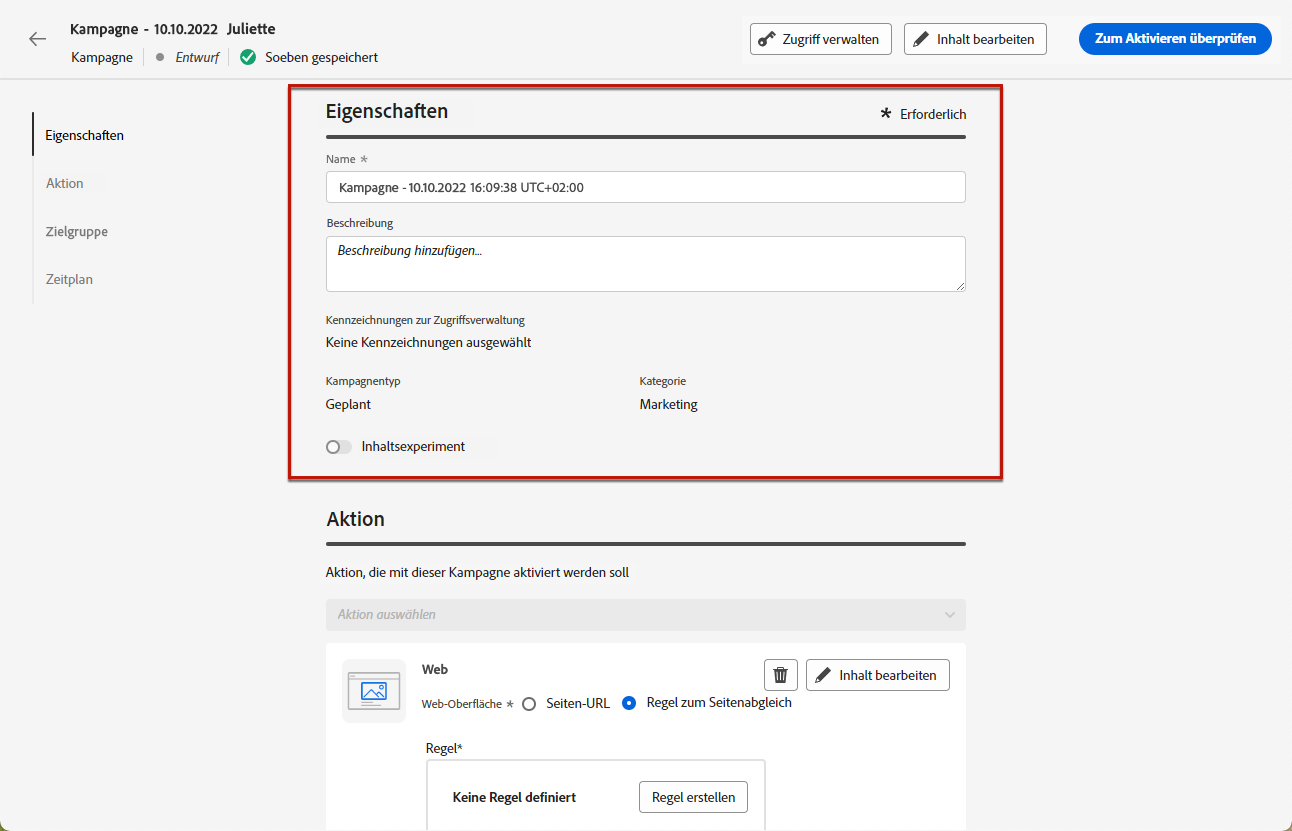 Kampagne - 10.10.2022 Juliette
Kampagne Entwurf Soeben gespeichert
Zugriff verwalten
Inhalt bearbeiten
Zum Aktivieren überprüfen
Eigenschaften
Aktion
Zielgruppe
Zeitplan
Eigenschaften
* Erforderlich
Name *
Kampagne - 10.10.2022 16:09:38 UTC+02:00
Beschreibung
Beschreibung hinzufügen...
Kennzeichnungen zur Zugriffsverwaltung
Keine Kennzeichnungen ausgewählt
Kampagnentyp
Geplant
Kategorie
Marketing
Inhaltsexperiment
Aktion
Aktion, die mit dieser Kampagne aktiviert werden soll
Aktion auswählen
Web
Inhalt bearbeiten
Web-Oberfläche * Seiten-URL Regel zum Seitenabgleich
Regel*
Keine Regel definiert
Regel erstellen